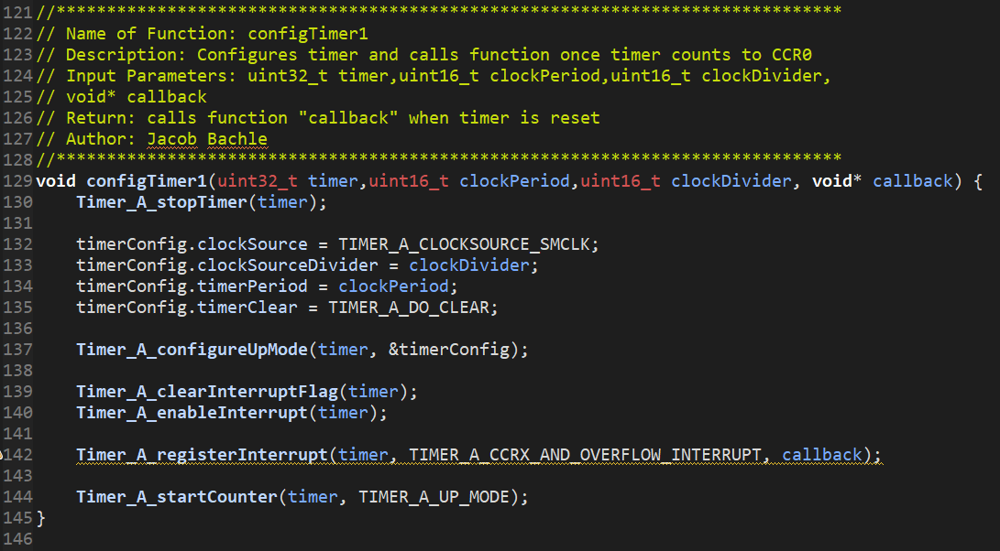 121 //******************************************************************************
122 // Name of Function: configTimer1
123 // Description: Configures timer and calls function once timer counts to CCR0
124 // Input Parameters: uint32_t timer,uint16_t clockPeriod,uint16_t clockDivider,
125 // void* callback
126 // Return: calls function "callback" when timer is reset
127 // Author: Jacob Bachle
128 //******************************************************************************
129 void configTimer1(uint32_t timer,uint16_t clockPeriod,uint16_t clockDivider, void* callback) {
130     Timer_A_stopTimer(timer);
131
132     timerConfig.clockSource = TIMER_A_CLOCKSOURCE_SMCLK;
133     timerConfig.clockSourceDivider = clockDivider;
134     timerConfig.timerPeriod = clockPeriod;
135     timerConfig.timerClear = TIMER_A_DO_CLEAR;
136
137     Timer_A_configureUpMode(timer, &timerConfig);
138
139     Timer_A_clearInterruptFlag(timer);
140     Timer_A_enableInterrupt(timer);
141
142     Timer_A_registerInterrupt(timer, TIMER_A_CCRX_AND_OVERFLOW_INTERRUPT, callback);
143
144     Timer_A_startCounter(timer, TIMER_A_UP_MODE);
145 }
146